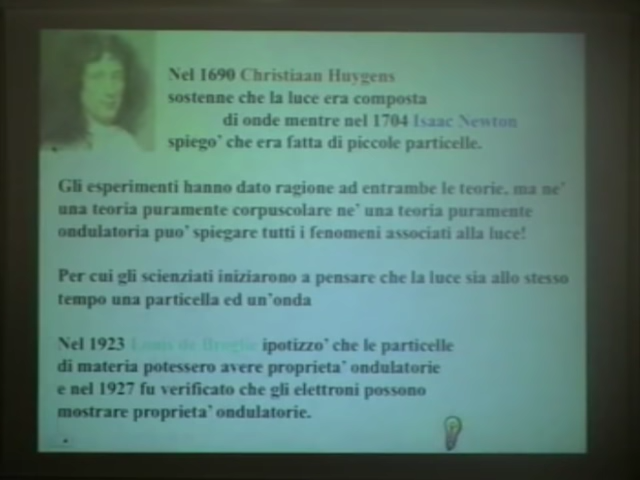 Nel 1690 Christiaan Huygens
sostenne che la luce era composta
di onde mentre nel 1704 Isaac Newton
spiego' che era fatta di piccole particelle.
Gli esperimenti hanno dato ragione ad entrambe le teorie, ma ne'
una teoria puramente corpuscolare ne' una teoria puramente
ondulatoria puo' spiegare tutti i fenomeni associati alla luce!
Per cui gli scienziati iniziarono a pensare che la luce sia allo stesso
tempo una particella ed un'onda
Nel 1923 Louis de Broglie ipotizzo' che le particelle
di materia potessero avere proprieta' ondulatorie
e nel 1927 fu verificato che gli elettroni possono
mostrare proprieta' ondulatorie.